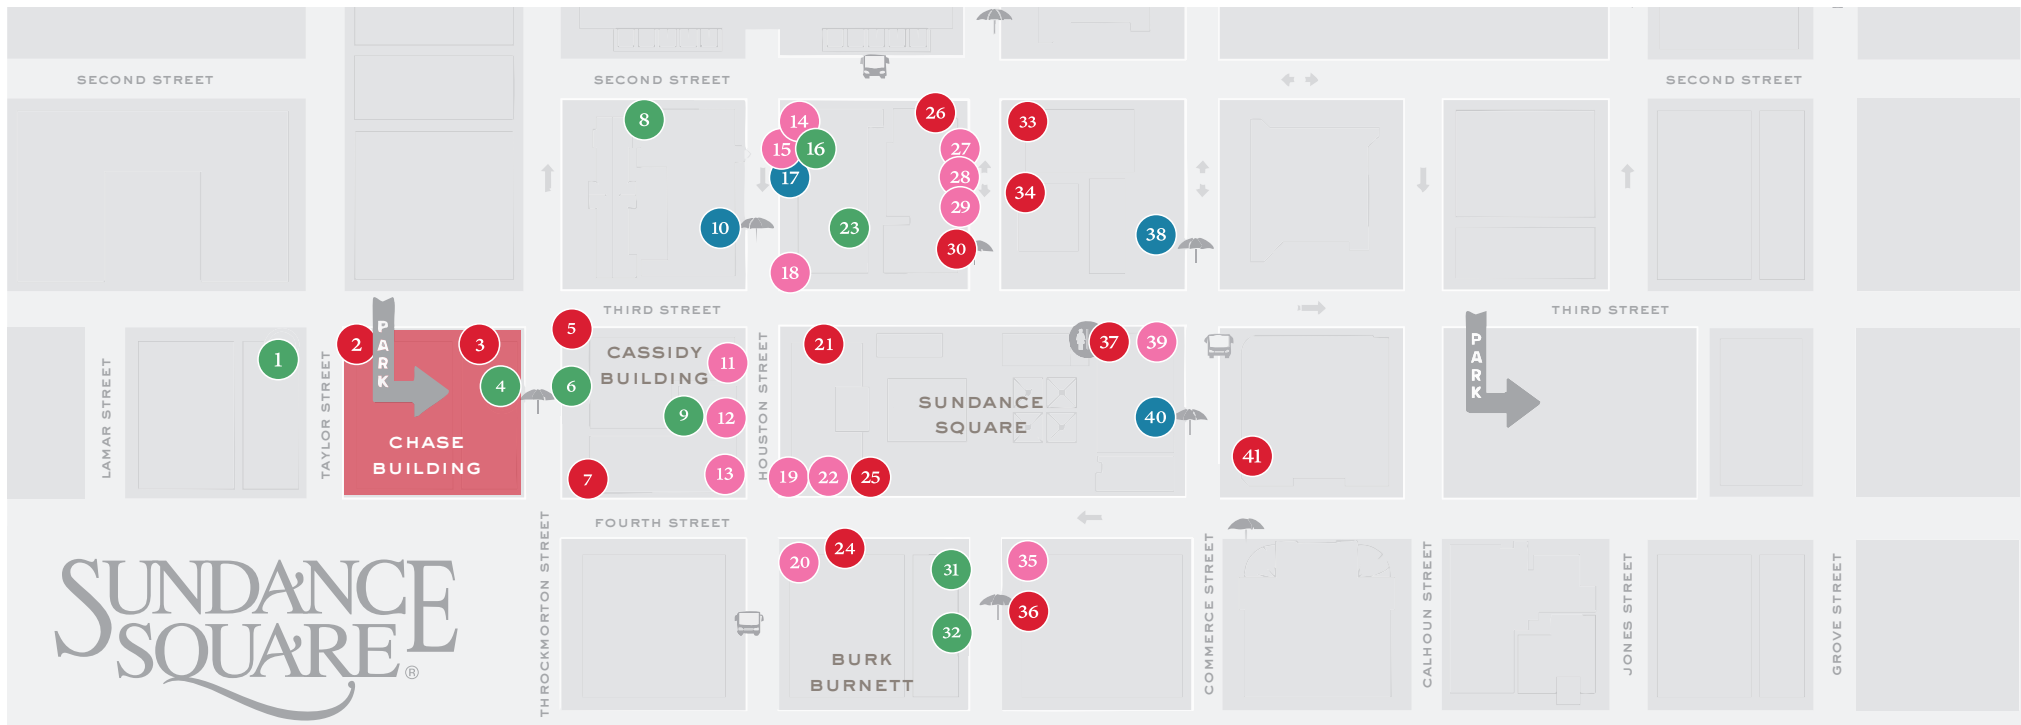 SECOND STREET
SECOND STREET
SECOND STREET
8
14
15
16
17
10
23
18
26
27
28
29
30
33
34
38
THIRD STREET
THIRD STREET
LAMAR STREET
1
TAYLOR STREET
2
PARK
3
4
CHASE
BUILDING
5
6
7
CASSIDY
BUILDING
9
11
12
13
HOUSTON STREET
21
SUNDANCE
SQUARE
19
22
25
37
39
40
41
PARK
FOURTH STREET
SUNDANCE
SQUARE®
THROCKMORTON STREET
20
24
31
32
BURK
BURNETT
35
36
COMMERCE STREET
CALHOUN STREET
JONES STREET
GROVE STREET